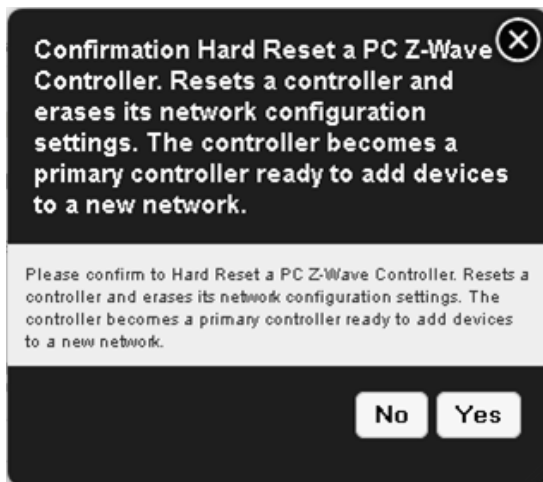 Confirmation Hard Reset a PC Z-Wave
Controller. Resets a controller and
erases its network configuration
settings. The controller becomes a
primary controller ready to add devices
to a new network.
Please confirm to Hard Reset a PC Z-Wave Controller. Resets a
controller and erases its network configuration settings. The
controller becomes a primary controller ready to add devices
to a new network.
No Yes